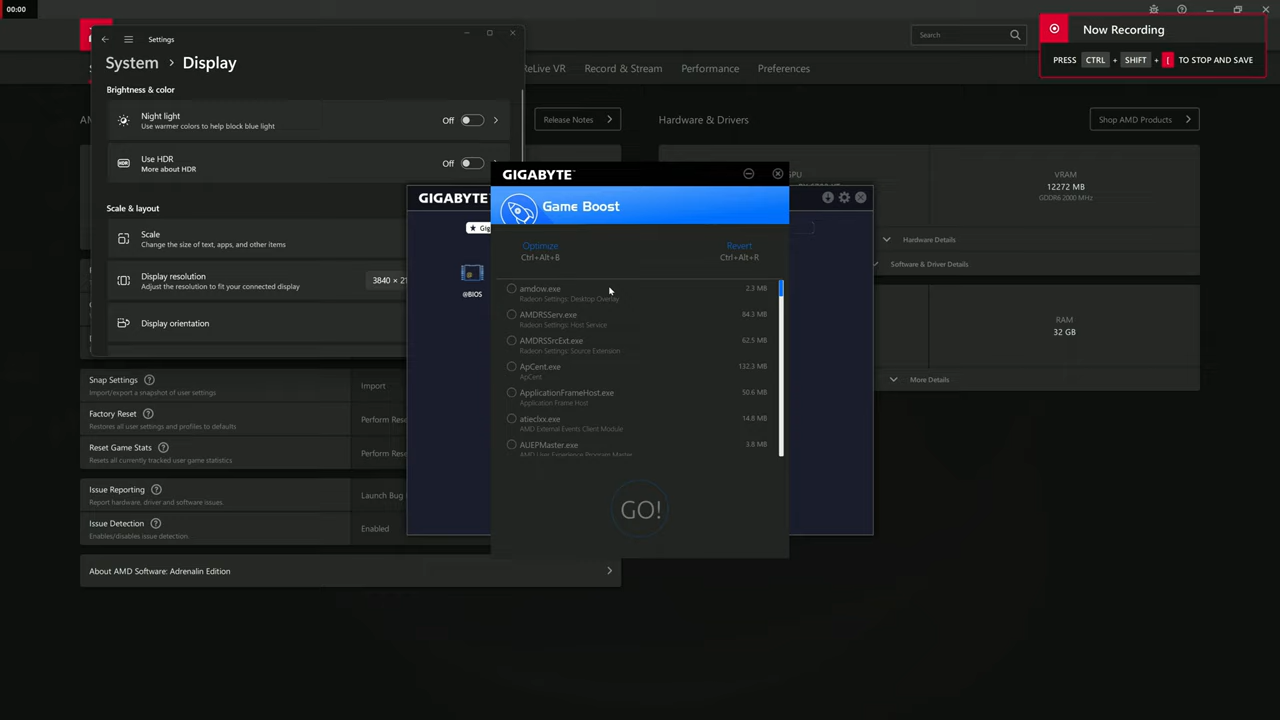 00:00
Settings
System > Display
Brightness & color
Night light
Use warmer colors to help block blue light
Off
Use HDR
More about HDR
Off
Scale & layout
Scale
Change the size of text, apps, and other items
Display resolution
Adjust the resolution to fit your connected display
3840 × 21
Display orientation
Search
Now Recording
PRESS CTRL + SHIFT + [ TO STOP AND SAVE
eLive VR
Record & Stream
Performance
Preferences
Release Notes
Hardware & Drivers
Shop AMD Products
GPU
VRAM
12272 MB
GDDR6 2000 MHz
Hardware Details
Software & Driver Details
RAM
32 GB
More Details
GIGABYTE
Gig
@BIOS
GIGABYTE
Game Boost
Optimize
Ctrl+Alt+B
Revert
Ctrl+Alt+R
amdow.exe 2.3 MB
Radeon Settings: Desktop Overlay
AMDRSServ.exe 84.3 MB
Radeon Settings: Host Service
AMDRSSrcExt.exe 62.5 MB
Radeon Settings: Source Extension
ApCent.exe 132.3 MB
ApCent
ApplicationFrameHost.exe 50.6 MB
Application Frame Host
atieclxx.exe 14.8 MB
AMD External Events Client Module
AUEPMaster.exe 3.8 MB
AMD User Experience Program Master
GO!
Snap Settings
Import/export a snapshot of user settings
Import
Factory Reset
Restores all user settings and profiles to defaults
Perform Rese
Reset Game Stats
Resets all currently tracked user game statistics
Perform Rese
Issue Reporting
Report hardware, driver and software issues.
Launch Bug
Issue Detection
Enables/disables issue detection.
Enabled
About AMD Software: Adrenalin Edition